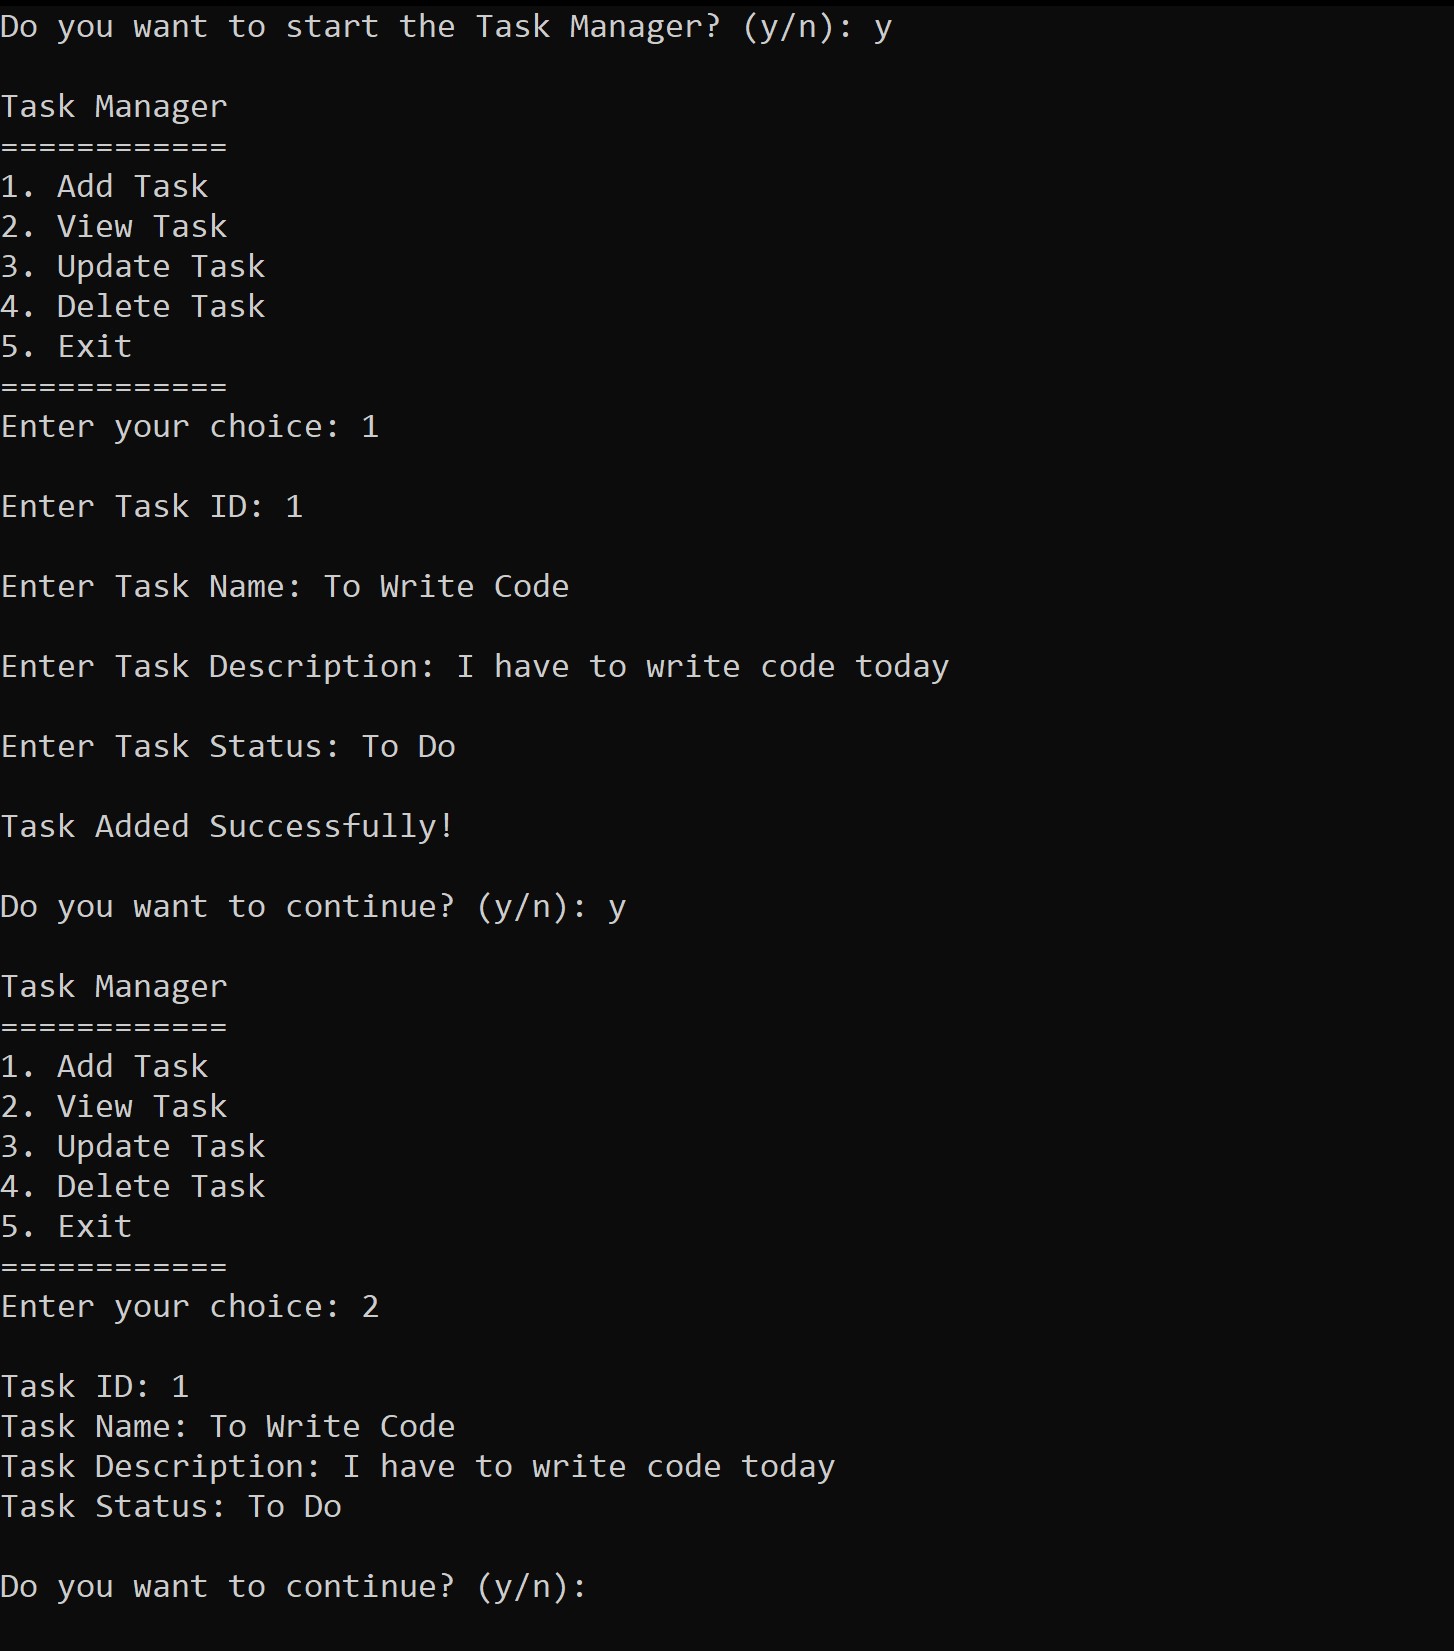 Do you want to start the Task Manager? (y/n): y
Task Manager
============
1. Add Task
2. View Task
3. Update Task
4. Delete Task
5. Exit
============
Enter your choice: 1
Enter Task ID: 1
Enter Task Name: To Write Code
Enter Task Description: I have to write code today
Enter Task Status: To Do
Task Added Successfully!
Do you want to continue? (y/n): y
Task Manager
============
1. Add Task
2. View Task
3. Update Task
4. Delete Task
5. Exit
============
Enter your choice: 2
Task ID: 1
Task Name: To Write Code
Task Description: I have to write code today
Task Status: To Do
Do you want to continue? (y/n):